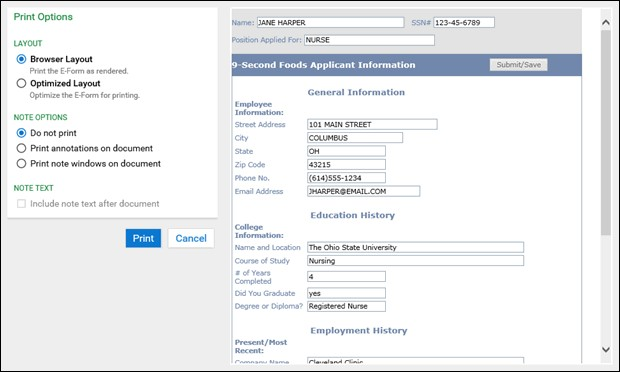 Print Options
LAYOUT
Browser Layout
Print the E-Form as rendered.
Optimized Layout
Optimize the E-Form for printing.
NOTE OPTIONS
Do not print
Print annotations on document
Print note windows on document
NOTE TEXT
Include note text after document
Print Cancel
Name: JANE HARPER SSN# 123-45-6789
Position Applied For: NURSE
9-Second Foods Applicant Information Submit/Save
General Information
Employee
Information:
Street Address 101 MAIN STREET
City COLUMBUS
State OH
Zip Code 43215
Phone No. (614)555-1234
Email Address JHARPER@EMAIL.COM
Education History
College
Information:
Name and Location The Ohio State University
Course of Study Nursing
# of Years
Completed 4
Did You Graduate yes
Degree or Diploma? Registered Nurse
Employment History
Present/Most
Recent:
Company Name Cleveland Clinic